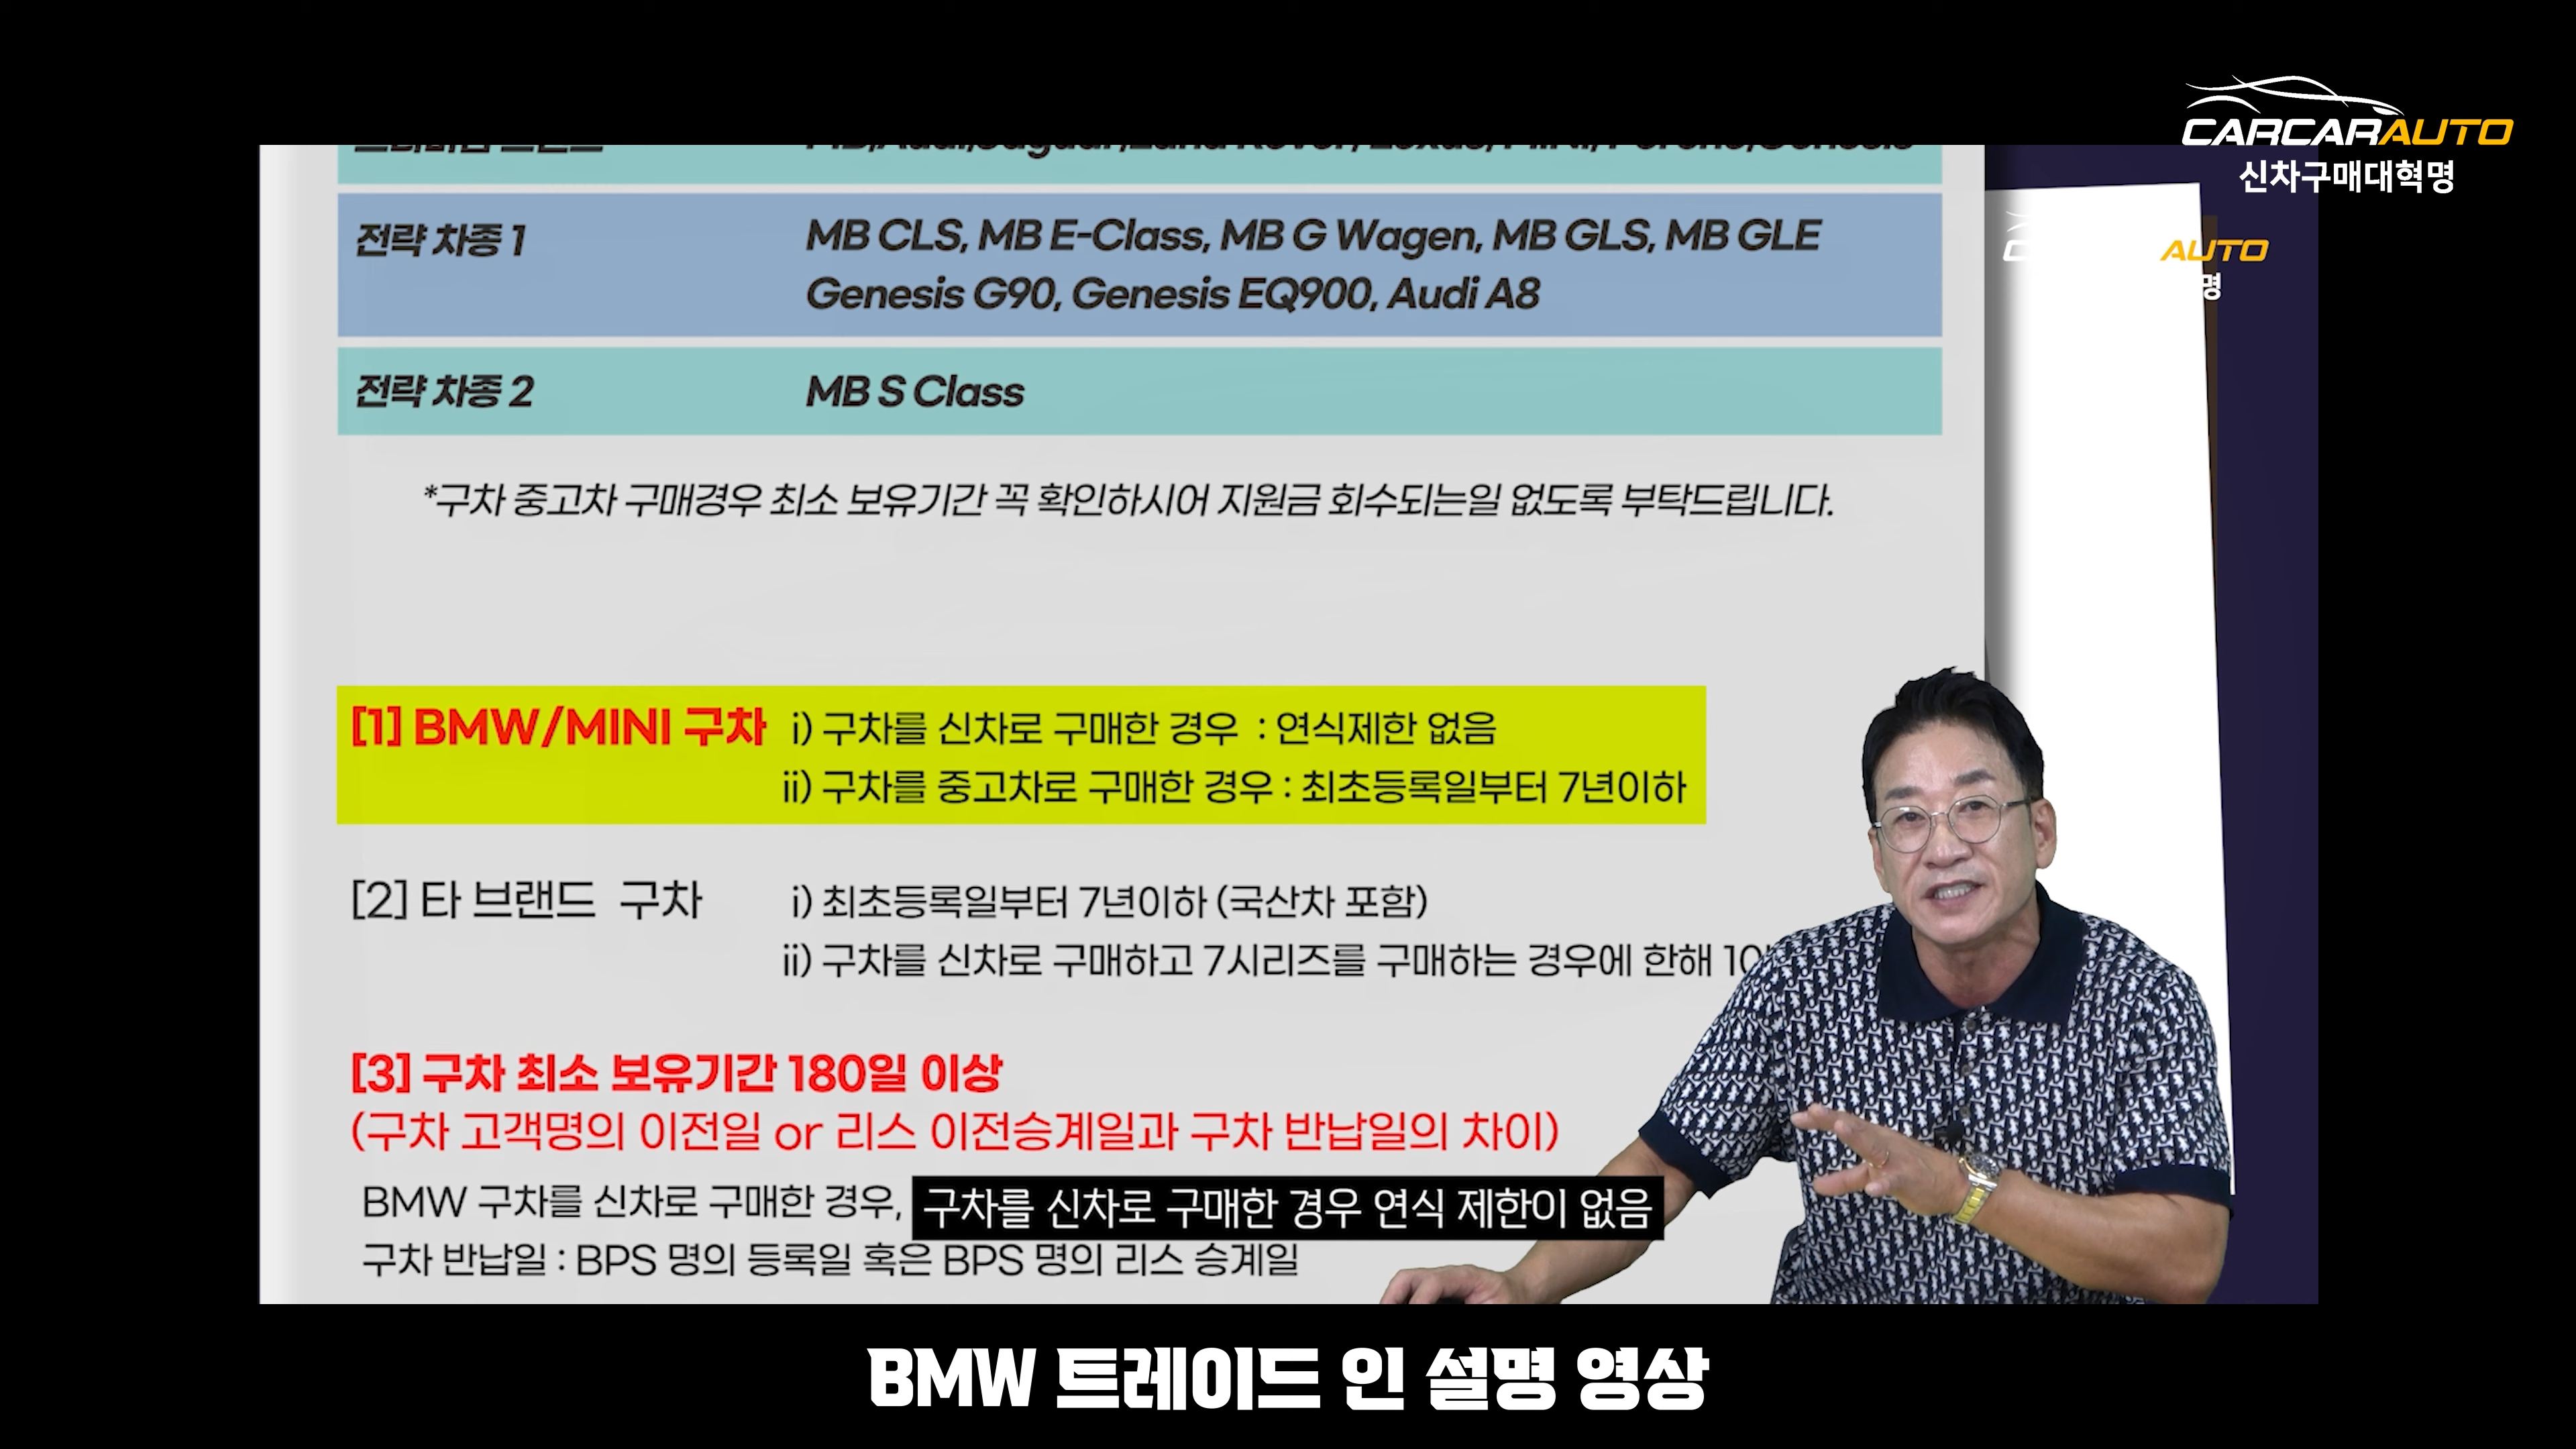 CARCARAUTO
신차구매대혁명
전략 차종 1
MB CLS, MB E-Class, MB G Wagen, MB GLS, MB GLE
Genesis G90, Genesis EQ900, Audi A8
AUTO
명
전략 차종 2
MB S Class
*구차 중고차 구매경우 최소 보유기간 꼭 확인하시어 지원금 회수되는일 없도록 부탁드립니다.
[1] BMW/MINI 구차 i) 구차를 신차로 구매한 경우 : 연식제한 없음
ii) 구차를 중고차로 구매한 경우 : 최초등록일부터 7년이하
[2] 타 브랜드 구차 i) 최초등록일부터 7년이하 (국산차 포함)
ii) 구차를 신차로 구매하고 7시리즈를 구매하는 경우에 한해 10
[3] 구차 최소 보유기간 180일 이상
(구차 고객명의 이전일 or 리스 이전승계일과 구차 반납일의 차이)
BMW 구차를 신차로 구매한 경우,
구차를 신차로 구매한 경우 연식 제한이 없음
구차 반납일 : BPS 명의 등록일 혹은 BPS 명의 리스 승계일
BMW 트레이드 인 설명 영상